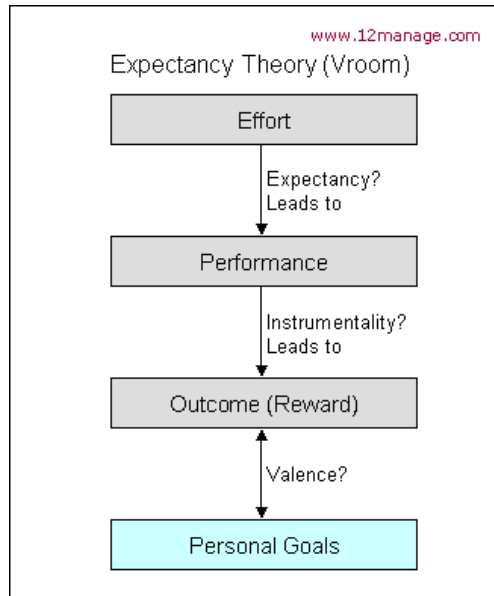 www.12manage.com
Expectancy Theory (Vroom)
Effort
Expectancy?
Leads to
Performance
Instrumentality?
Leads to
Outcome (Reward)
Valence?
Personal Goals